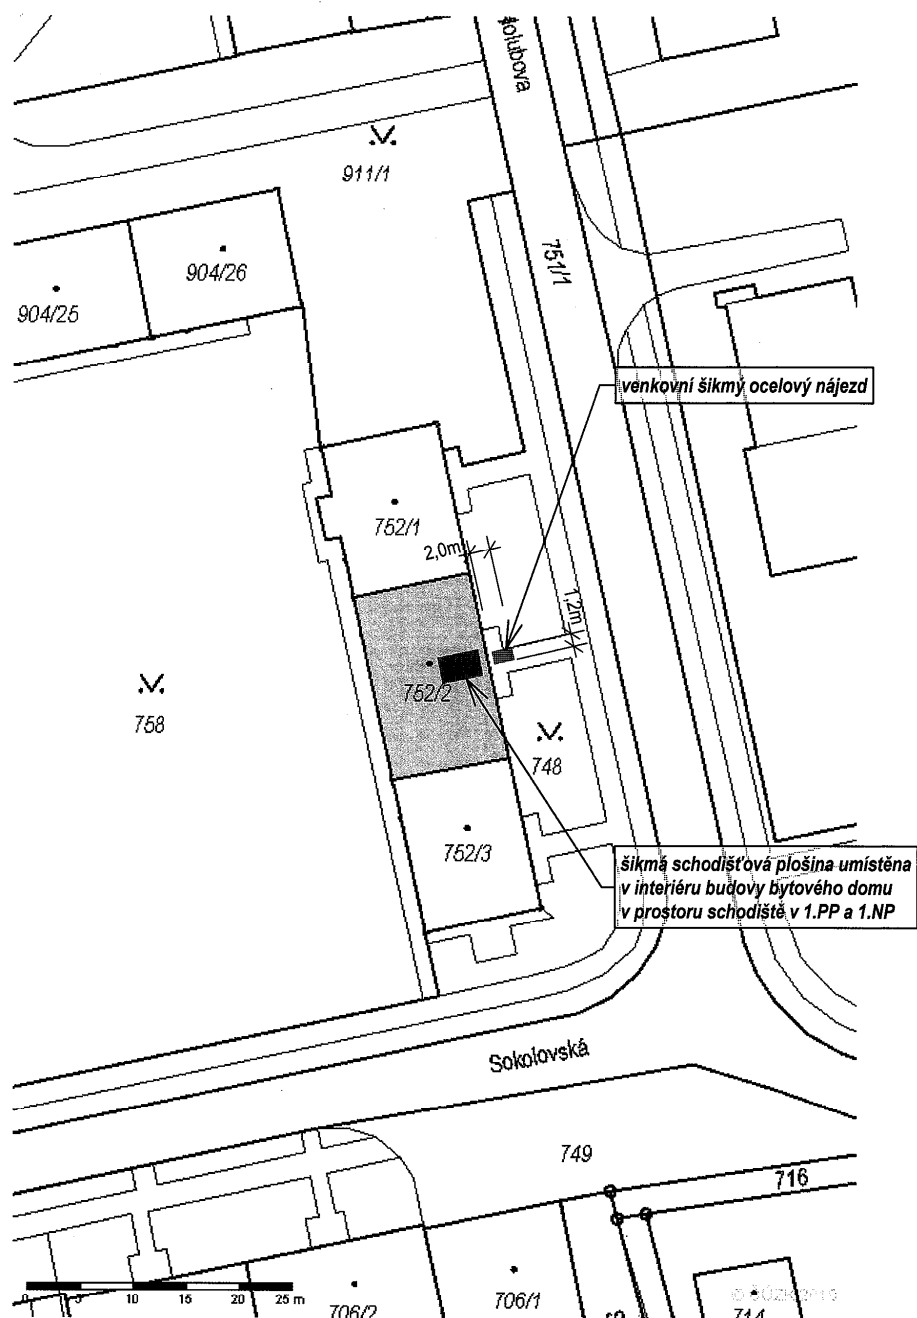 Holubova
911/1
904/26
904/25
751/1
venkovní šikmý ocelový nájezd
752/1
2,0m
1,2m
752/2
758
748
752/3
šikmá schodišťová plošina umístěna
v interiéru budovy bytového domu
v prostoru schodiště v 1.PP a 1.NP
Sokolovská
749
716
0 5 10 15 20 25 m
706/2
706/1
714